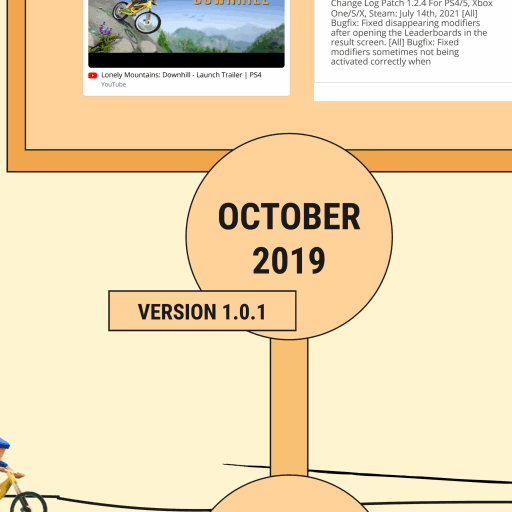 DOWNHILL
Lonely Mountains: Downhill - Launch Trailer | PS4
YouTube
Change Log Patch 1.2.4 For PS4/5, Xbox
One/S/X, Steam: July 14th, 2021 [All]
Bugfix: Fixed disappearing modifiers
after opening the Leaderboards in the
result screen. [All] Bugfix: Fixed
modifiers sometimes not being
activated correctly when
OCTOBER
2019
VERSION 1.0.1